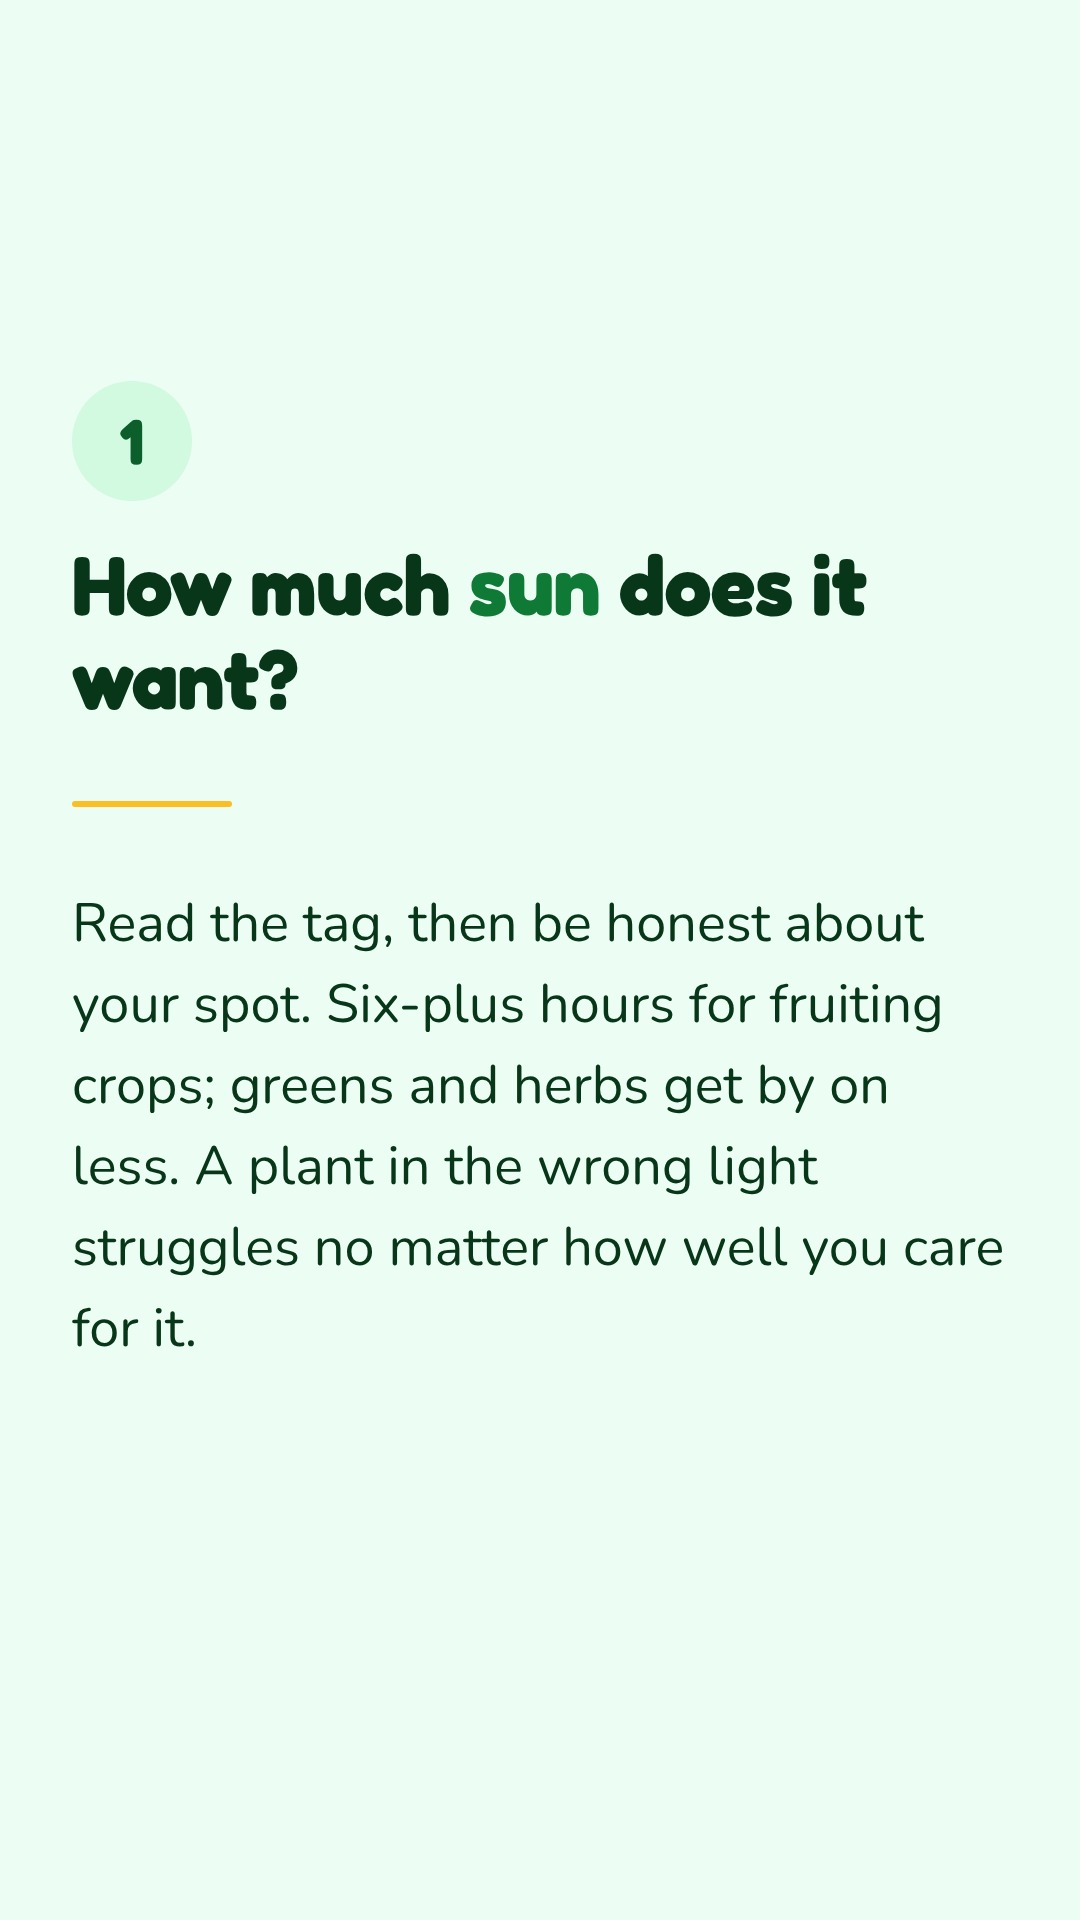 1
How much sun does it
want?
Read the tag, then be honest about
your spot. Six-plus hours for fruiting
crops; greens and herbs get by on
less. A plant in the wrong light
struggles no matter how well you care
for it.